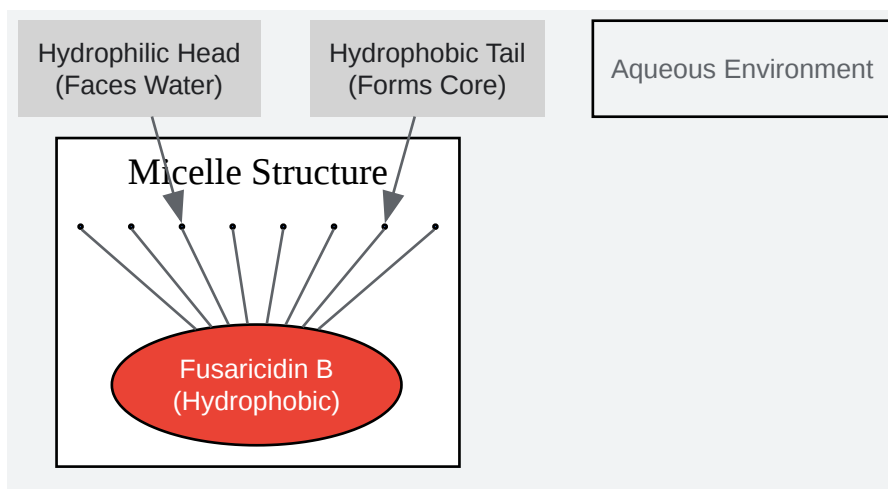 Hydrophilic Head
(Faces Water)
Hydrophobic Tail
(Forms Core)
Aqueous Environment
Micelle Structure
Fusaricidin B
(Hydrophobic)